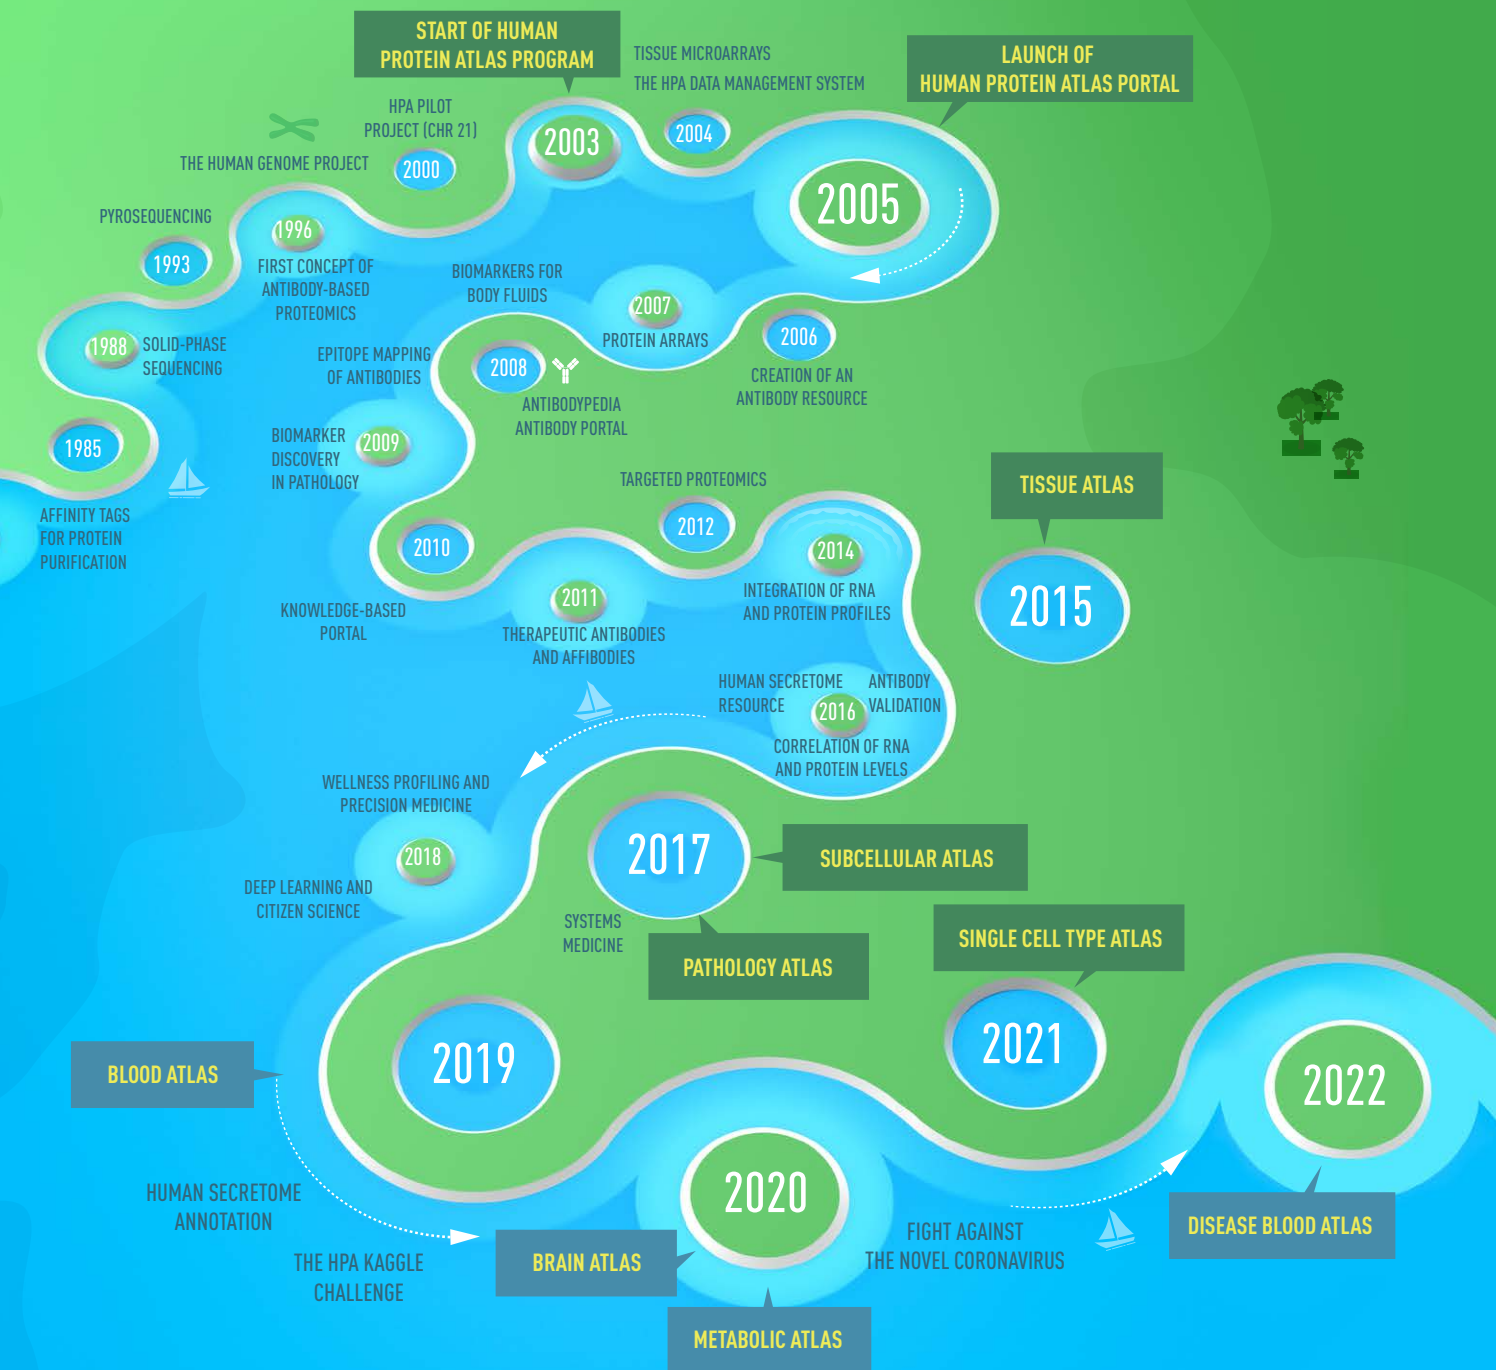 START OF HUMAN
PROTEIN ATLAS PROGRAM
TISSUE MICROARRAYS
THE HPA DATA MANAGEMENT SYSTEM
LAUNCH OF
HUMAN PROTEIN ATLAS PORTAL
HPA PILOT
PROJECT (CHR 21)
2000
2003
2004
2005
THE HUMAN GENOME PROJECT
PYROSEQUENCING
1993
1996
FIRST CONCEPT OF
ANTIBODY-BASED
PROTEOMICS
1988
SOLID-PHASE
SEQUENCING
1985
AFFINITY TAGS
FOR PROTEIN
PURIFICATION
2006
CREATION OF AN
ANTIBODY RESOURCE
2007
PROTEIN ARRAYS
BIOMARKERS FOR
BODY FLUIDS
2008
ANTIBODYPEDIA
ANTIBODY PORTAL
EPITOPE MAPPING
OF ANTIBODIES
2009
BIOMARKER
DISCOVERY
IN PATHOLOGY
2010
KNOWLEDGE-BASED
PORTAL
2011
THERAPEUTIC ANTIBODIES
AND AFFIBODIES
TARGETED PROTEOMICS
2012
2014
INTEGRATION OF RNA
AND PROTEIN PROFILES
TISSUE ATLAS
2015
HUMAN SECRETOME
RESOURCE
2016
ANTIBODY
VALIDATION
CORRELATION OF RNA
AND PROTEIN LEVELS
2017
SUBCELLULAR ATLAS
SYSTEMS
MEDICINE
PATHOLOGY ATLAS
WELLNESS PROFILING AND
PRECISION MEDICINE
2018
DEEP LEARNING AND
CITIZEN SCIENCE
2019
BLOOD ATLAS
HUMAN SECRETOME
ANNOTATION
THE HPA KAGGLE
CHALLENGE
2020
BRAIN ATLAS
METABOLIC ATLAS
FIGHT AGAINST
THE NOVEL CORONAVIRUS
SINGLE CELL TYPE ATLAS
2021
2022
DISEASE BLOOD ATLAS